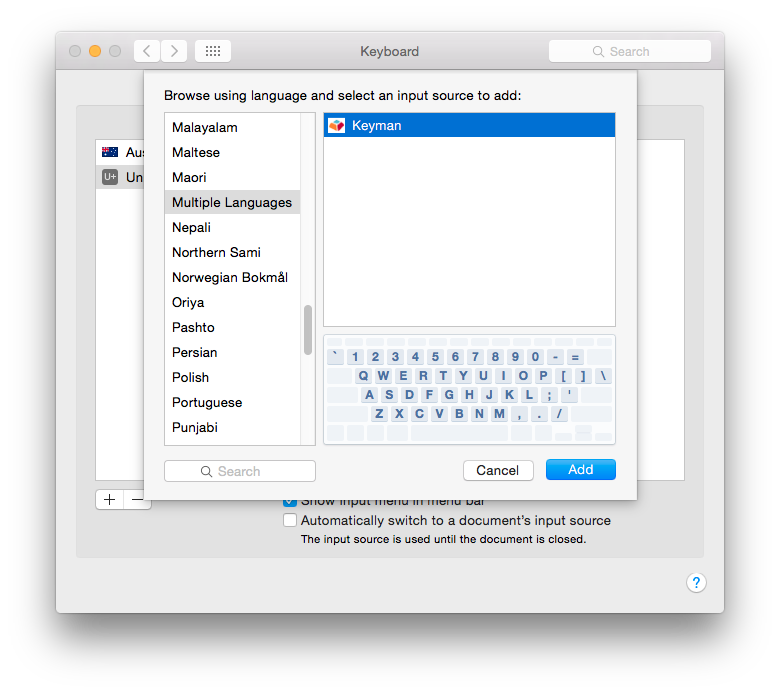 Keyboard
Search
Browse using language and select an input source to add:
Malayalam
Maltese
Maori
Multiple Languages
Nepali
Northern Sami
Norwegian Bokmål
Oriya
Pashto
Persian
Polish
Portuguese
Punjabi
Keyman
Aus
U+ Un
` 1 2 3 4 5 6 7 8 9 0 - =
Q W E R T Y U I O P [ ] \
A S D F G H J K L ; '
Z X C V B N M , . /
Search
Cancel
Add
+ −
Show input menu in menu bar
Automatically switch to a document's input source
The input source is used until the document is closed.
?